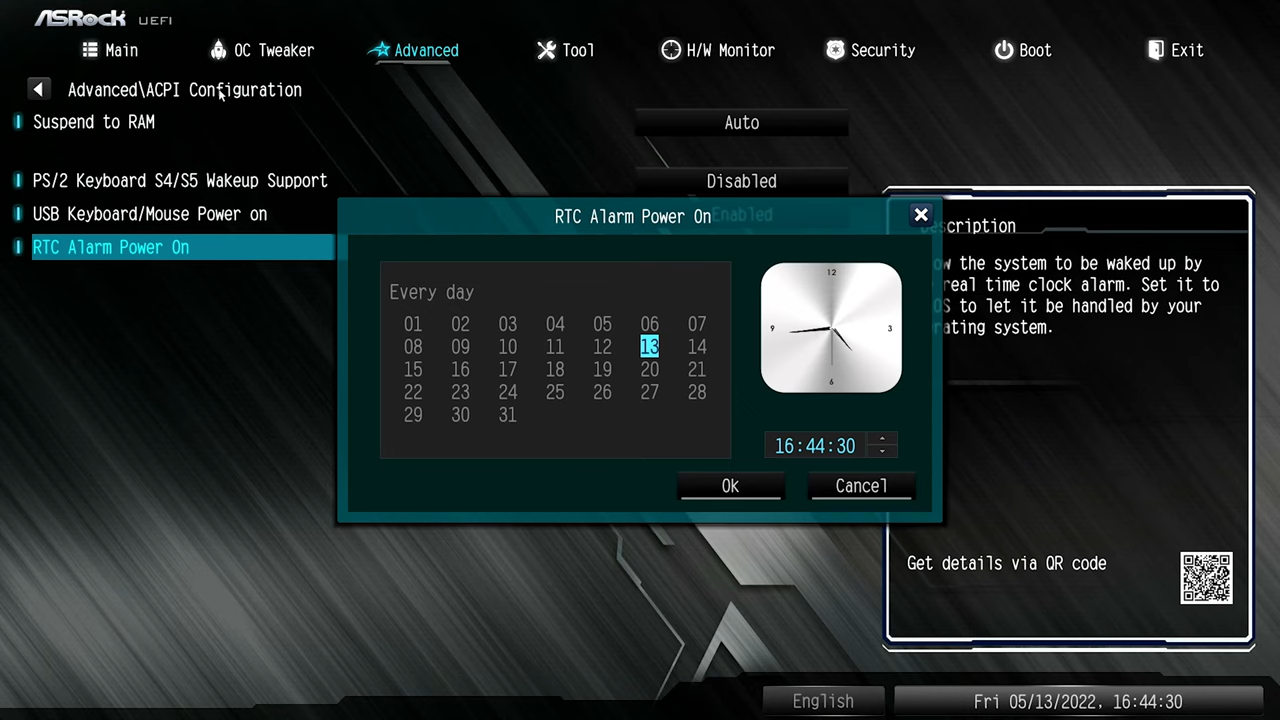 ASRock UEFI
Main
OC Tweaker
Advanced
Tool
H/W Monitor
Security
Boot
Exit
Advanced\ACPI Configuration
Suspend to RAM
Auto
PS/2 Keyboard S4/S5 Wakeup Support
Disabled
USB Keyboard/Mouse Power on
Enabled
RTC Alarm Power On
RTC Alarm Power On
Every day
01 02 03 04 05 06 07
08 09 10 11 12 13 14
15 16 17 18 19 20 21
22 23 24 25 26 27 28
29 30 31
12
9 3
6
16:44:30
Ok
Cancel
the system to be waked up by
real time clock alarm. Set it to
to let it be handled by your
system.
Get details via QR code
English
Fri 05/13/2022, 16:44:30